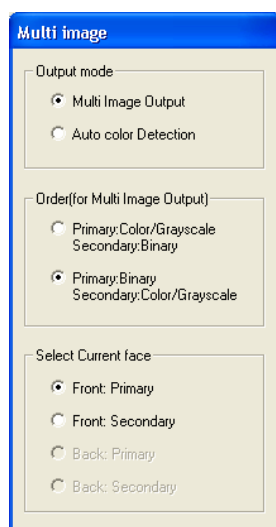 Multi image
Output mode
Multi Image Output
Auto color Detection
Order(for Multi Image Output)
Primary:Color/Grayscale
Secondary:Binary
Primary:Binary
Secondary:Color/Grayscale
Select Current face
Front: Primary
Front: Secondary
Back: Primary
Back: Secondary